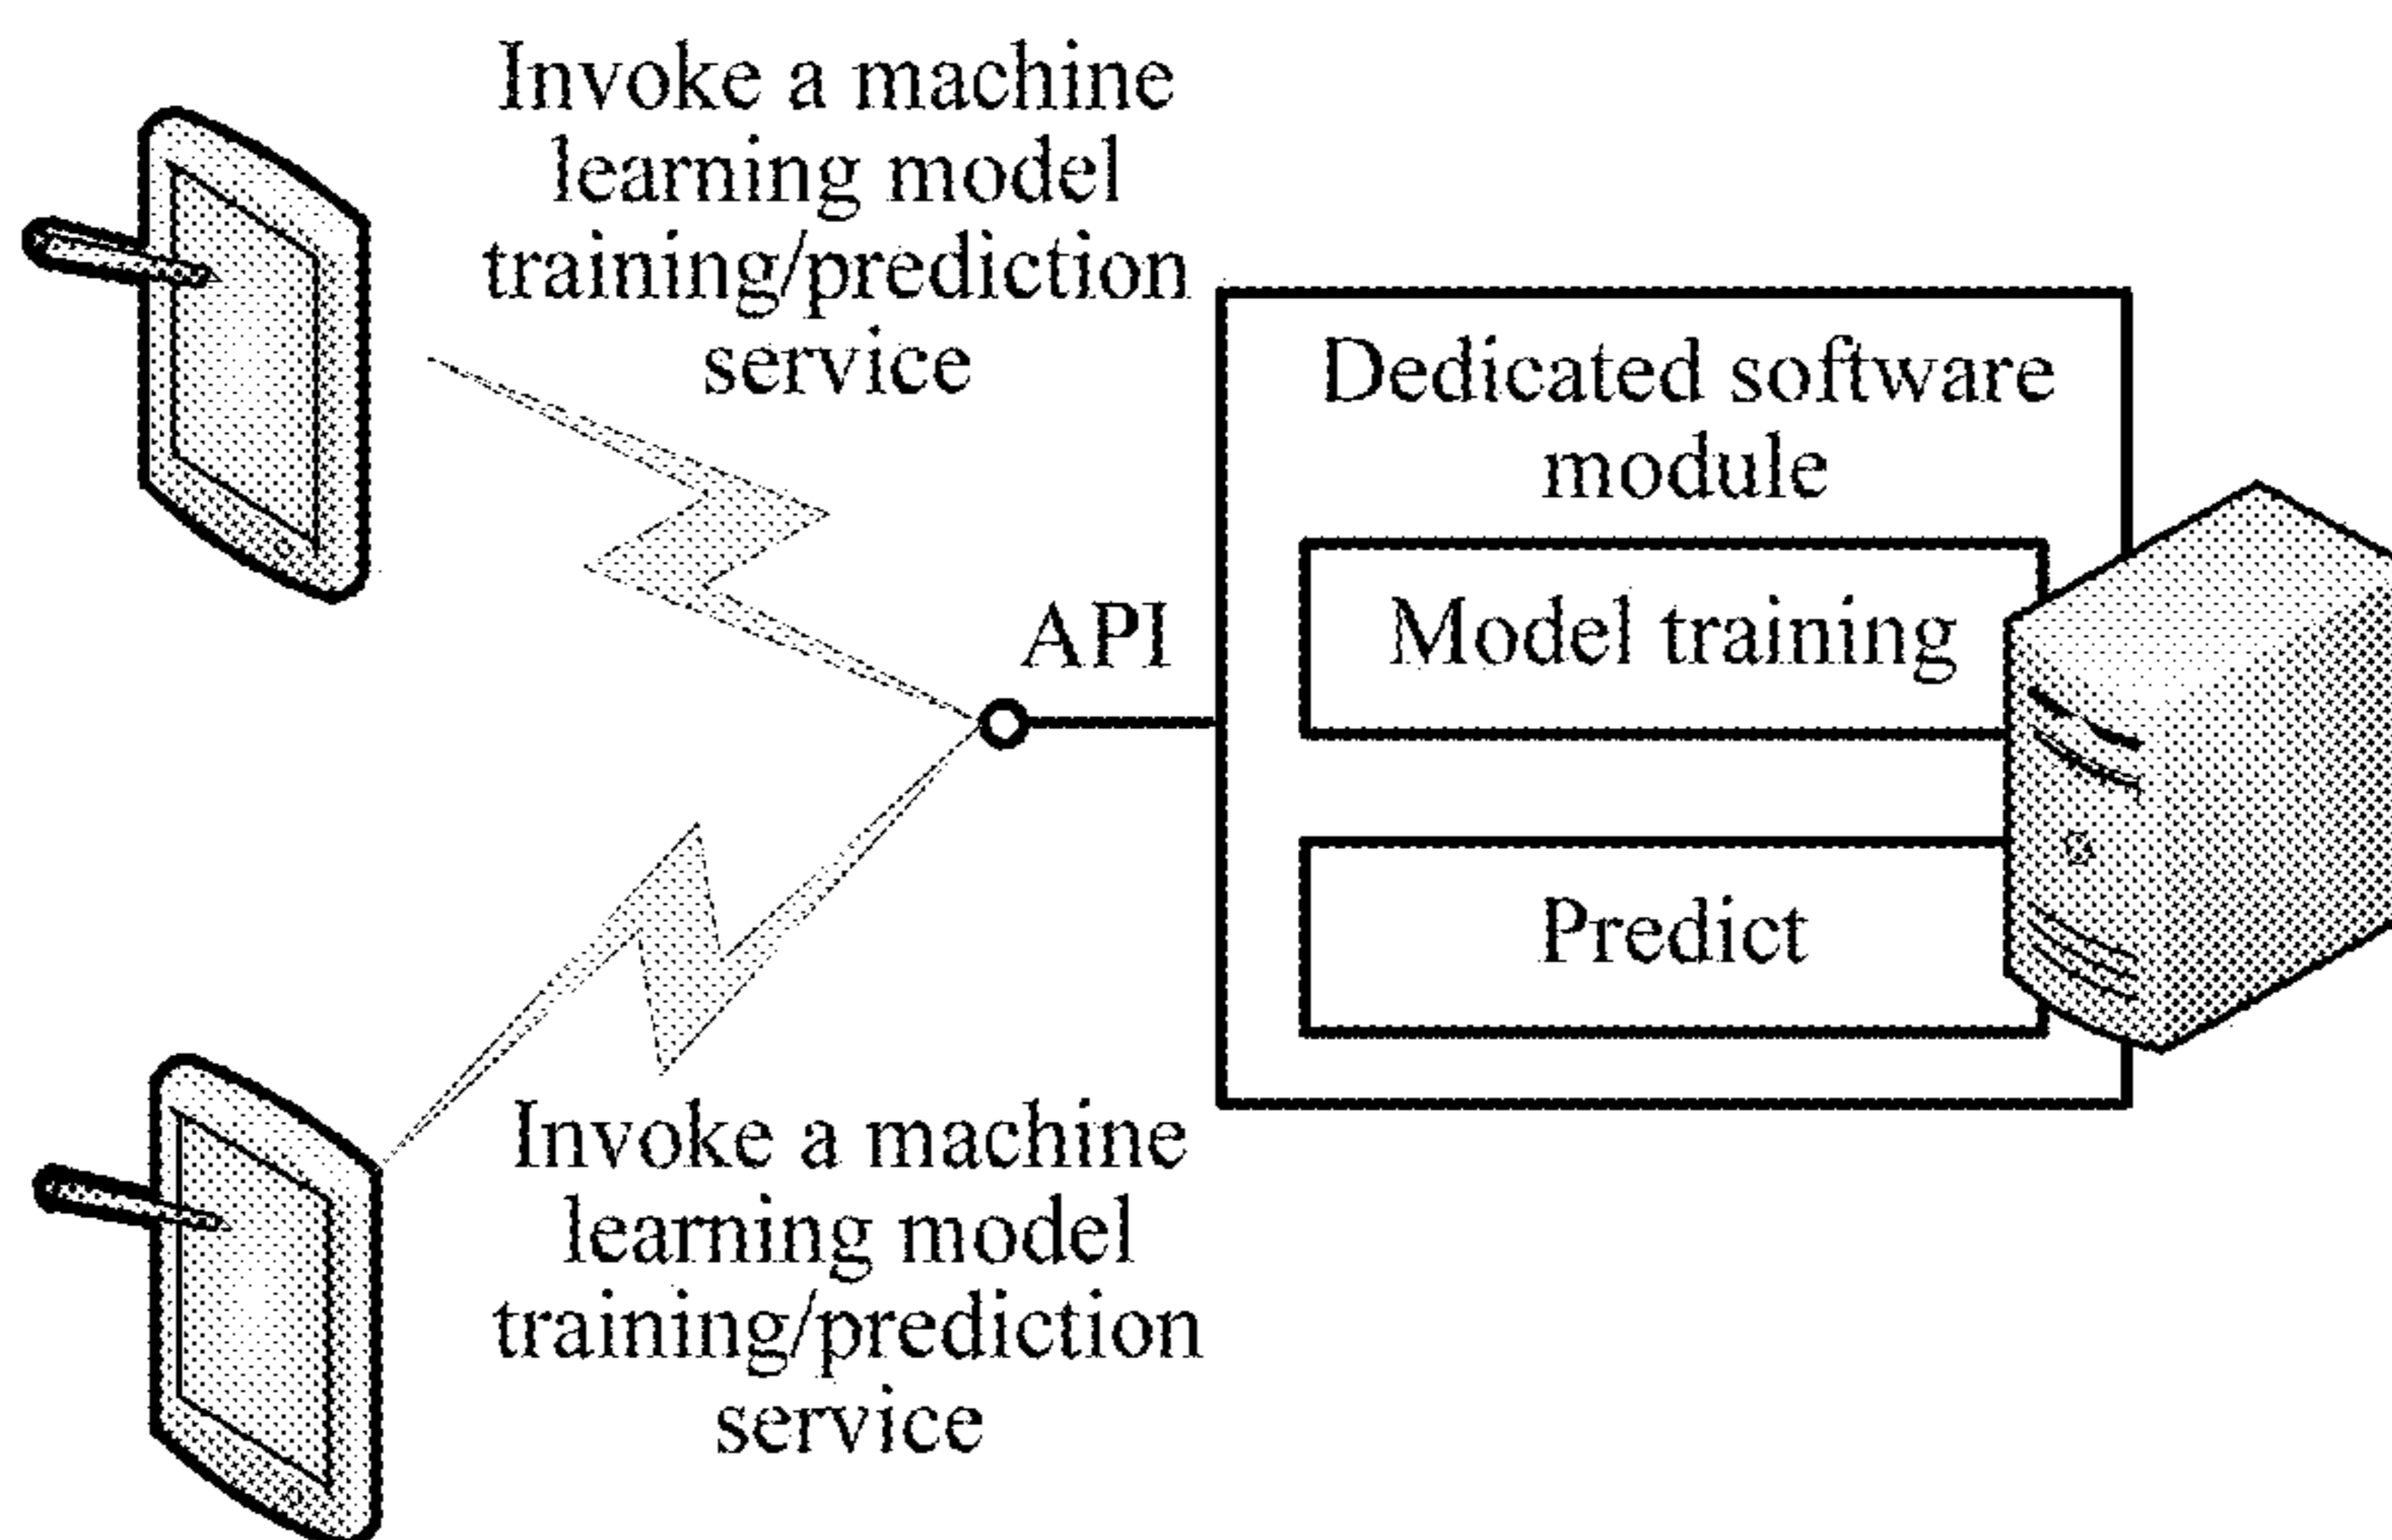 Invoke a machine
learning model
training/prediction
service
Dedicated software
module
Model training
API
Predict
Invoke a machine
learning model
training/prediction
service